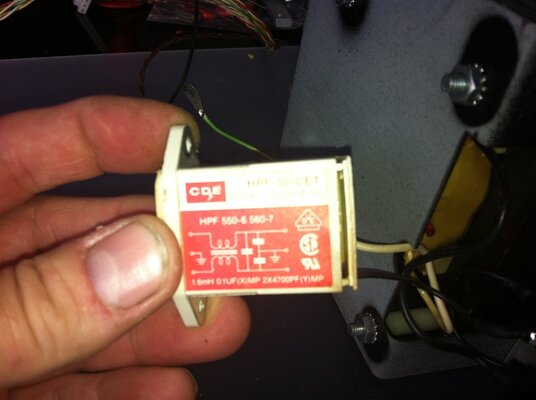 CDE
HPF 550-6 560-7
1.6mH 0.1UF(X)MP 2X4700PF(Y)MP